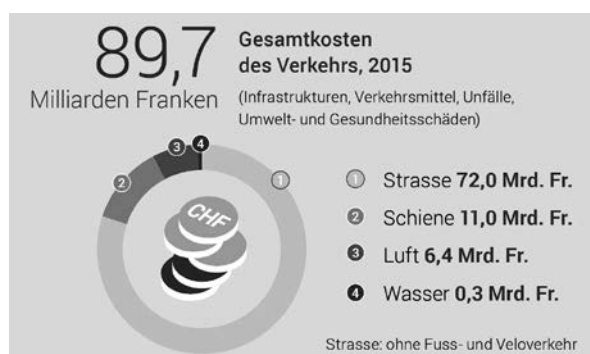 89,7
Milliarden Franken
Gesamtkosten
des Verkehrs, 2015
(Infrastrukturen, Verkehrsmittel, Unfälle,
Umwelt- und Gesundheitsschäden)
3 4
2 1
CHF
1 Strasse 72,0 Mrd. Fr.
2 Schiene 11,0 Mrd. Fr.
3 Luft 6,4 Mrd. Fr.
4 Wasser 0,3 Mrd. Fr.
Strasse: ohne Fuss- und Veloverkehr